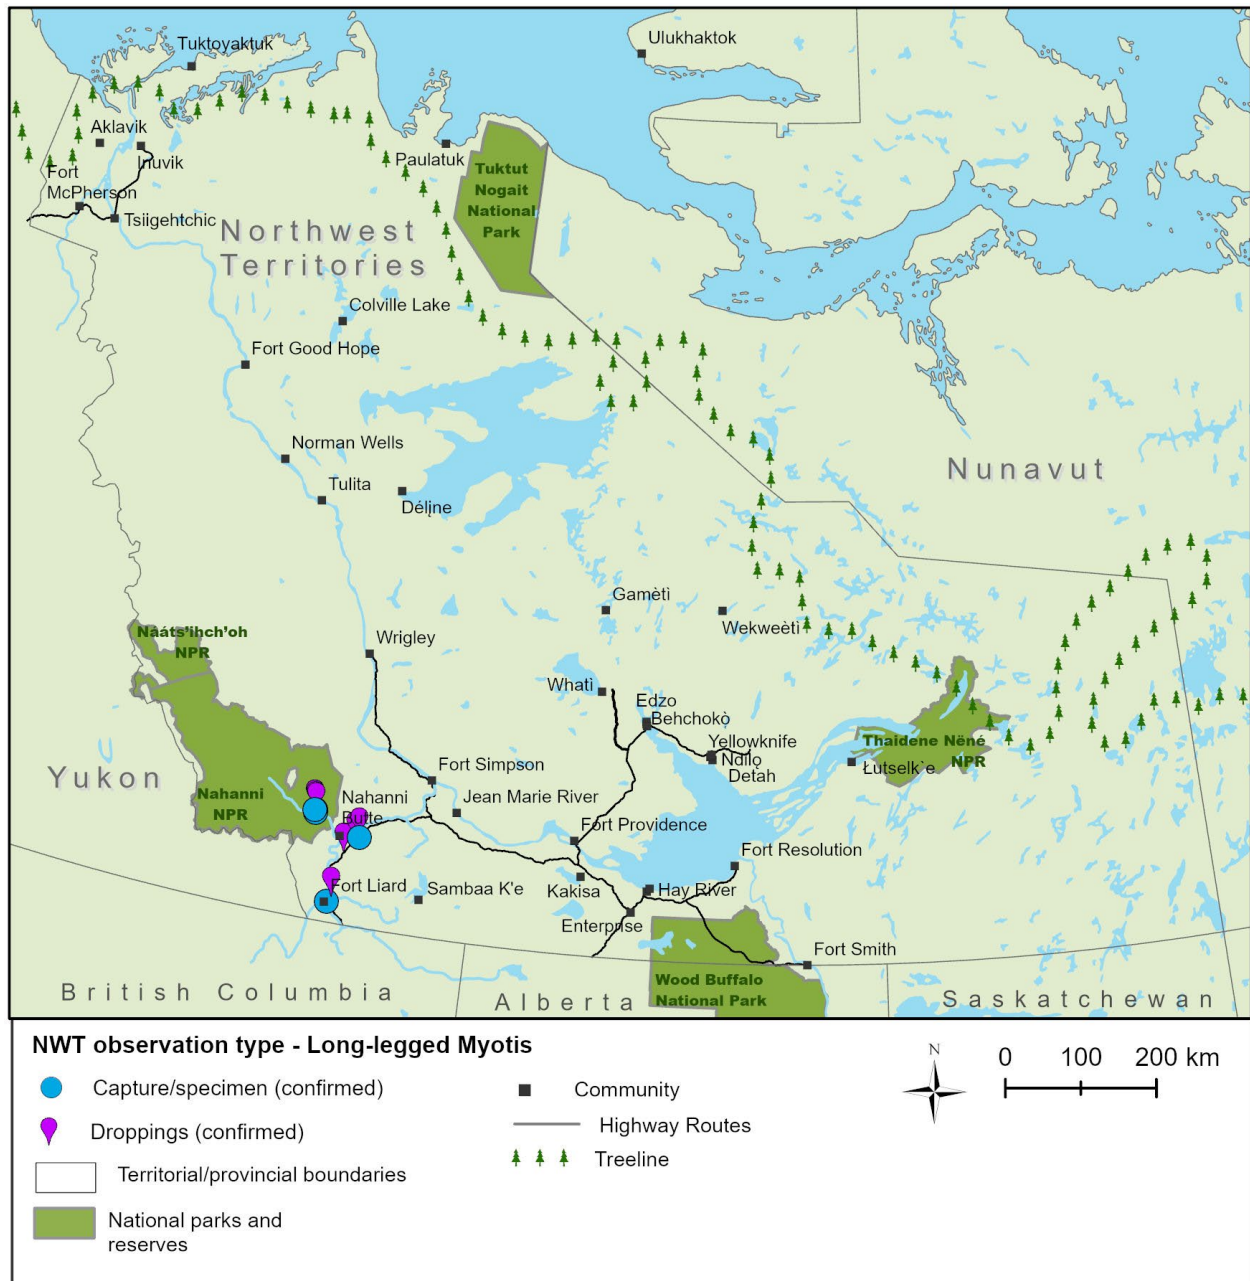 Tuktoyaktuk
Ulukhaktok
Aklavik
Inuvik
Paulatuk
Fort
McPherson
Tsiigehtchic
Tuktut
Nogait
National
Park
Northwest
Territories
Colville Lake
Fort Good Hope
Norman Wells
Tulita
Délı̨ne
Nunavut
Gamètì
Wekweètì
Nááts'ihch'oh
NPR
Wrigley
Whatì
Edzo
Behchokò
Yellowknife
Ndilǫ
Detah
Thaidene Nëné
NPR
Łutselk`e
Yukon
Nahanni
NPR
Fort Simpson
Nahanni
Butte
Jean Marie River
Fort Providence
Fort Resolution
Fort Liard
Sambaa K'e
Kakisa
Hay River
Enterprise
Fort Smith
Wood Buffalo
National Park
British Columbia
Alberta
Saskatchewan
NWT observation type - Long-legged Myotis
Capture/specimen (confirmed)
Droppings (confirmed)
Territorial/provincial boundaries
National parks and
reserves
Community
Highway Routes
Treeline
N
0 100 200 km